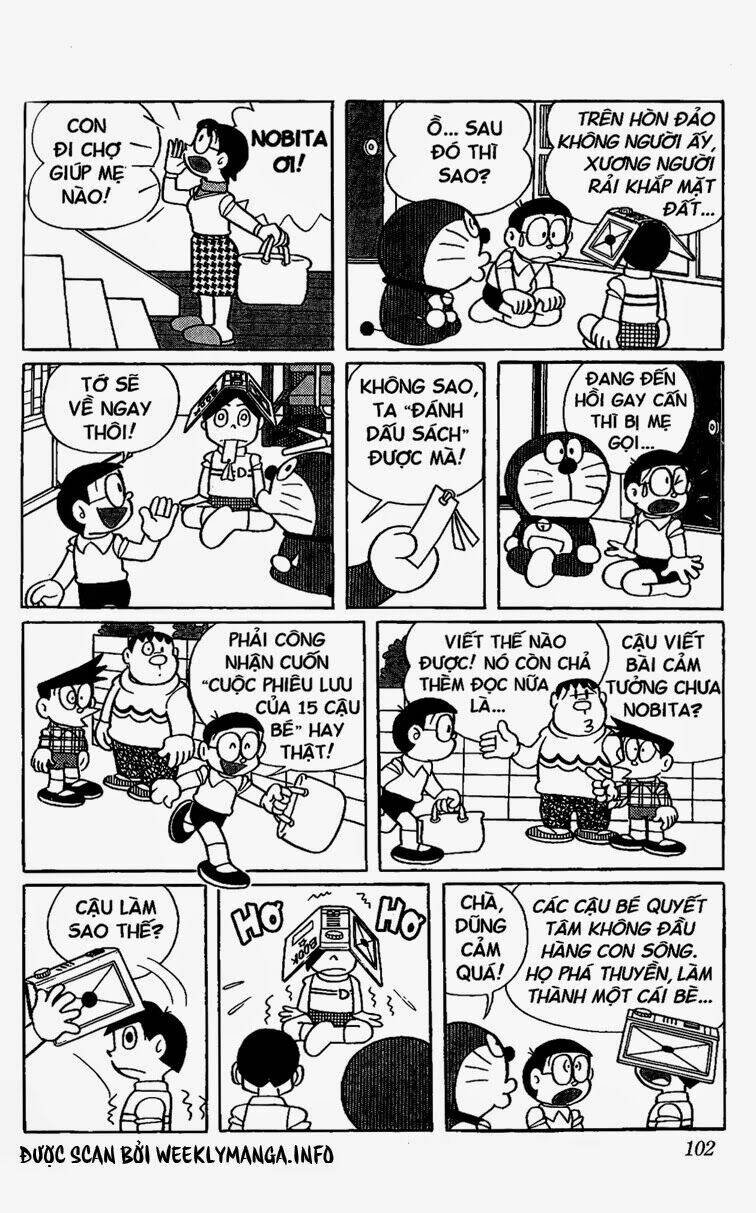 TRÊN HÒN ĐẢO
KHÔNG NGƯỜI ẤY,
XƯƠNG NGƯỜI
RẢI KHẮP MẶT
ĐẤT...
Ồ... SAU
ĐÓ THÌ
SAO?
NOBITA
ƠI!
CON
ĐI CHỢ
GIÚP MẸ
NÀO!
ĐANG ĐẾN
HỒI GAY CẤN
THÌ BỊ MẸ
GỌI...
KHÔNG SAO,
TA "ĐÁNH
DẤU SÁCH"
ĐƯỢC MÀ!
TỚ SẼ
VỀ NGAY
THÔI!
D
CẬU VIẾT
BÀI CẢM
TƯỞNG CHƯA
NOBITA?
VIẾT THẾ NÀO
ĐƯỢC! NÓ CÒN CHẢ
THÈM ĐỌC NỮA
LÀ...
PHẢI CÔNG
NHẬN CUỐN
"CUỘC PHIÊU LƯU
CỦA 15 CẬU
BÉ" HAY
THẬT!
CÁC CẬU BÉ QUYẾT
TÂM KHÔNG ĐẦU
HÀNG CON SÔNG.
HỌ PHÁ THUYỀN, LÀM
THÀNH MỘT CÁI BÈ...
CHÀ,
DŨNG
CẢM
QUÁ!
HƠ
HƠ
BOOK
D
CẬU LÀM
SAO THẾ?
ĐƯỢC SCAN BỞI WEEKLYMANGA.INFO
102